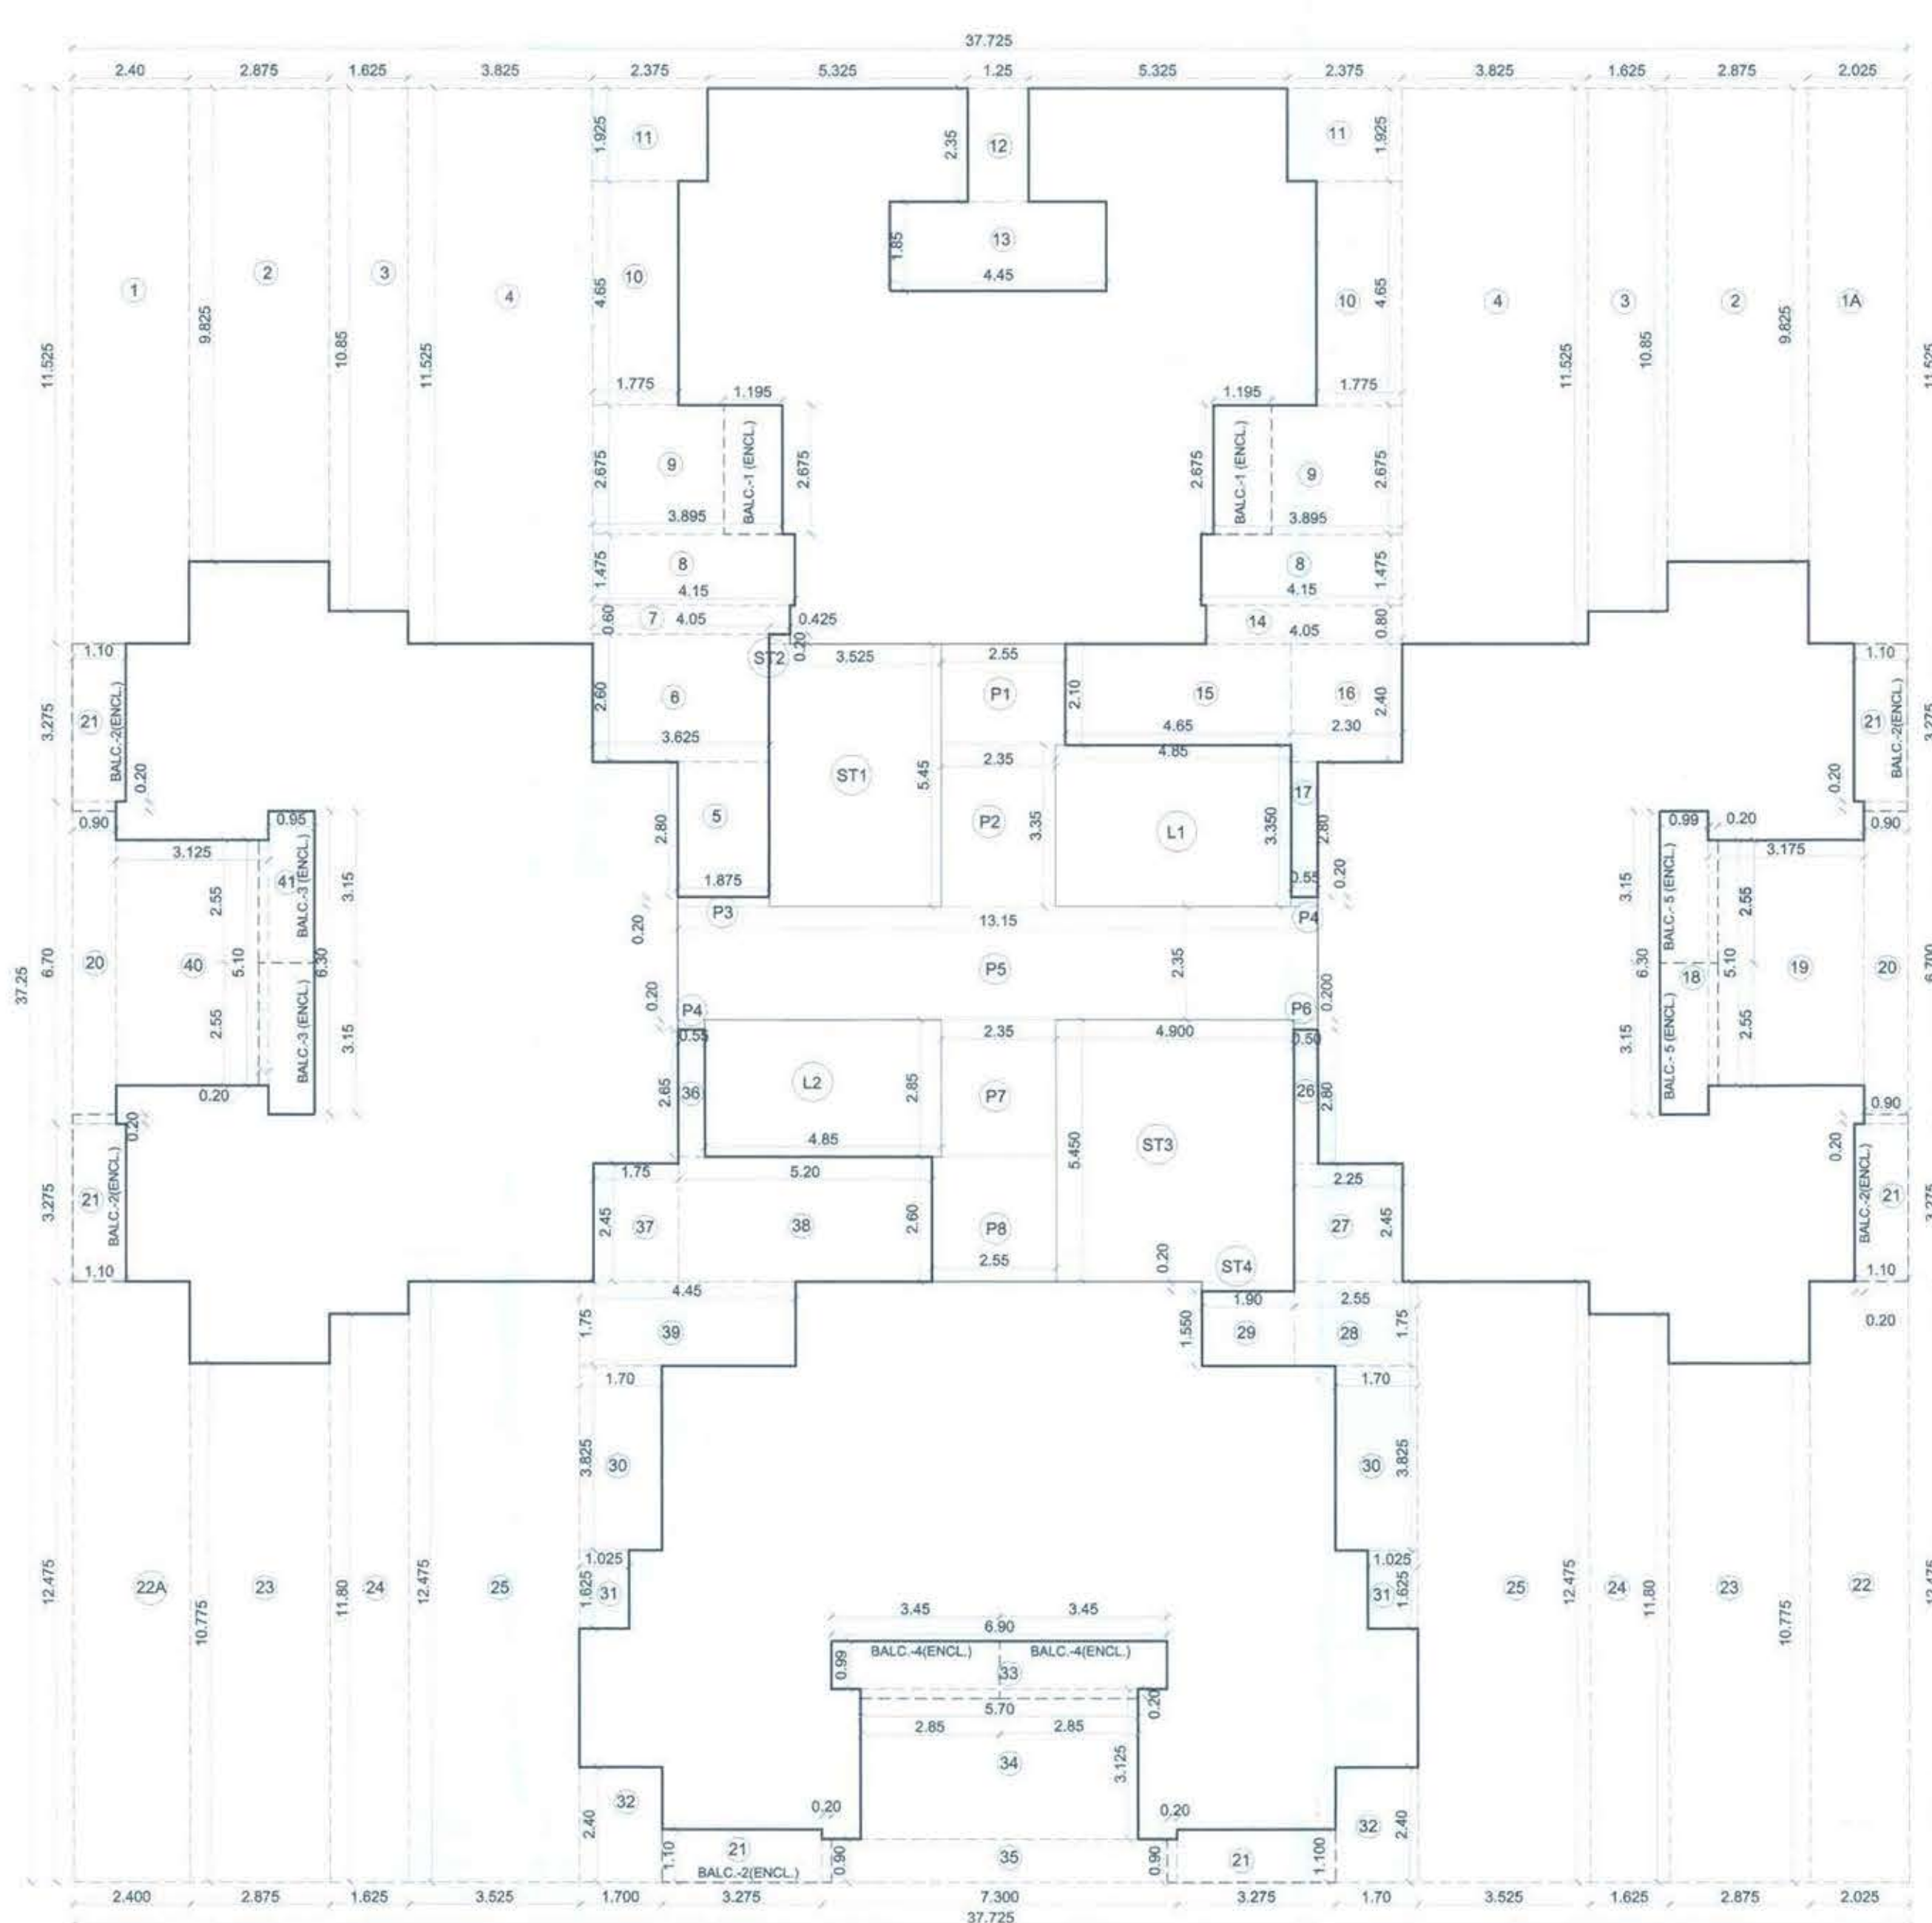 37.725
2.40 2.875 1.625 3.825 2.375 5.325 1.25 5.325 2.375 3.825 1.625 2.875 2.025
11 1.925 2.35 12 11 1.925
1 2 3 4 10 4.65 1.85 13 4.45 10 4.65 4 3 2 1A
11.525 9.825 10.85 11.525 11.525 10.85 9.825 11.525
1.775 1.195 1.195 1.775
9 2.675 BALC.-1 (ENCL.) 2.675 2.675 BALC.-1 (ENCL.) 9 2.675
3.895 3.895
8 1.475 4.15 8 1.475 4.15
7 0.60 4.05 0.425 14 4.05 0.80
1.10 ST2 0.20 3.525 2.55 1.10
21 BALC.-2(ENCL.) 3.275 6 2.60 3.625 P1 2.10 15 4.65 16 2.40 2.30 21 BALC.-2(ENCL.) 3.275
0.20 ST1 5.45 2.35 4.85 0.20
0.90 0.95 5 2.80 P2 3.35 L1 3.350 17 2.80 0.99 0.20 0.90
3.125 41 BALC.-3 (ENCL.) 3.15 1.875 0.55 0.20 3.15 BALC.- 5 (ENCL.) 3.175
2.55 P3 13.15 P4 2.55
37.25 6.70 20 40 5.10 6.30 0.20 P5 2.35 6.30 18 5.10 19 20 6.700
2.55 BALC.-3 (ENCL.) 3.15 0.20 P4 P6 0.200 3.15 BALC.- 5 (ENCL.) 2.55
0.20 0.55 2.35 4.900 0.50 0.90
0.20 36 2.65 L2 2.85 P7 26 2.80 0.20
4.85 5.450 ST3
21 BALC.-2(ENCL.) 3.275 1.75 5.20 2.25 21 BALC.-2(ENCL.) 3.275
37 2.45 38 2.60 P8 27 2.45
1.10 2.55 0.20 ST4 1.10
4.45 1.90 2.55 0.20
1.75 39 1.550 29 28 1.75
1.70 1.70
3.825 30 30 3.825
12.475 22A 10.775 23 11.80 24 12.475 25 1.025 1.625 31 1.025 31 1.625 25 12.475 24 11.80 23 10.775 22 12.475
3.45 3.45
6.90
BALC.-4(ENCL.) BALC.-4(ENCL.)
0.99 33
5.70 0.20
2.85 2.85
34 3.125
32 2.40 0.20 0.20 32 2.40
1.10 21 0.90 35 0.90 21 1.100
BALC.-2(ENCL.)
2.400 2.875 1.625 3.525 1.700 3.275 7.300 3.275 1.70 3.525 1.625 2.875 2.025
37.725